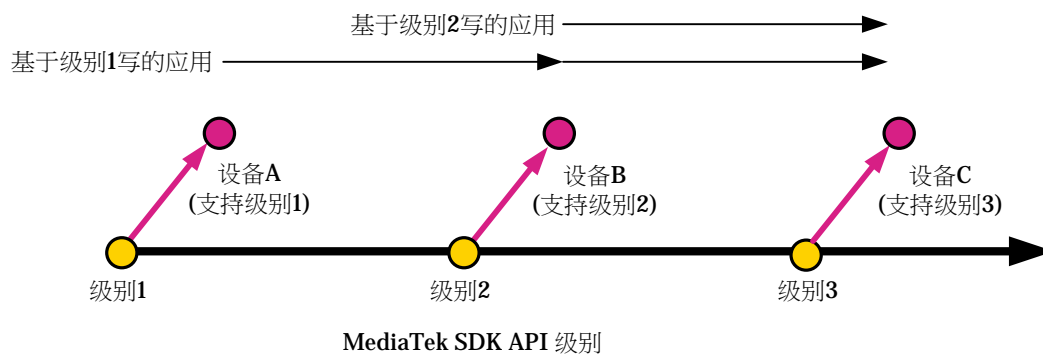 基于级别2写的应用
基于级别1写的应用
设备A
(支持级别1)
设备B
(支持级别2)
设备C
(支持级别3)
级别1
级别2
级别3
MediaTek SDK API 级别